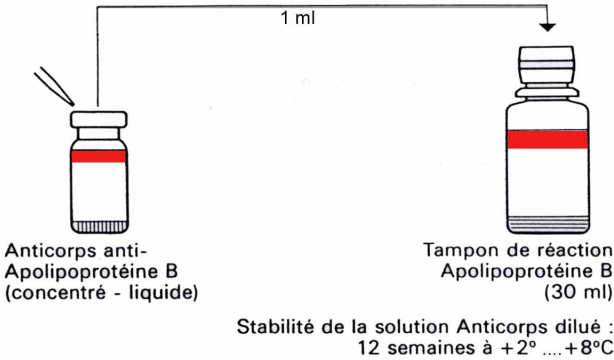 1 ml
Anticorps anti-
Apolipoprotéine B
(concentré - liquide)
Tampon de réaction
Apolipoprotéine B
(30 ml)
Stabilité de la solution Anticorps dilué :
12 semaines à +2° ....+8°C